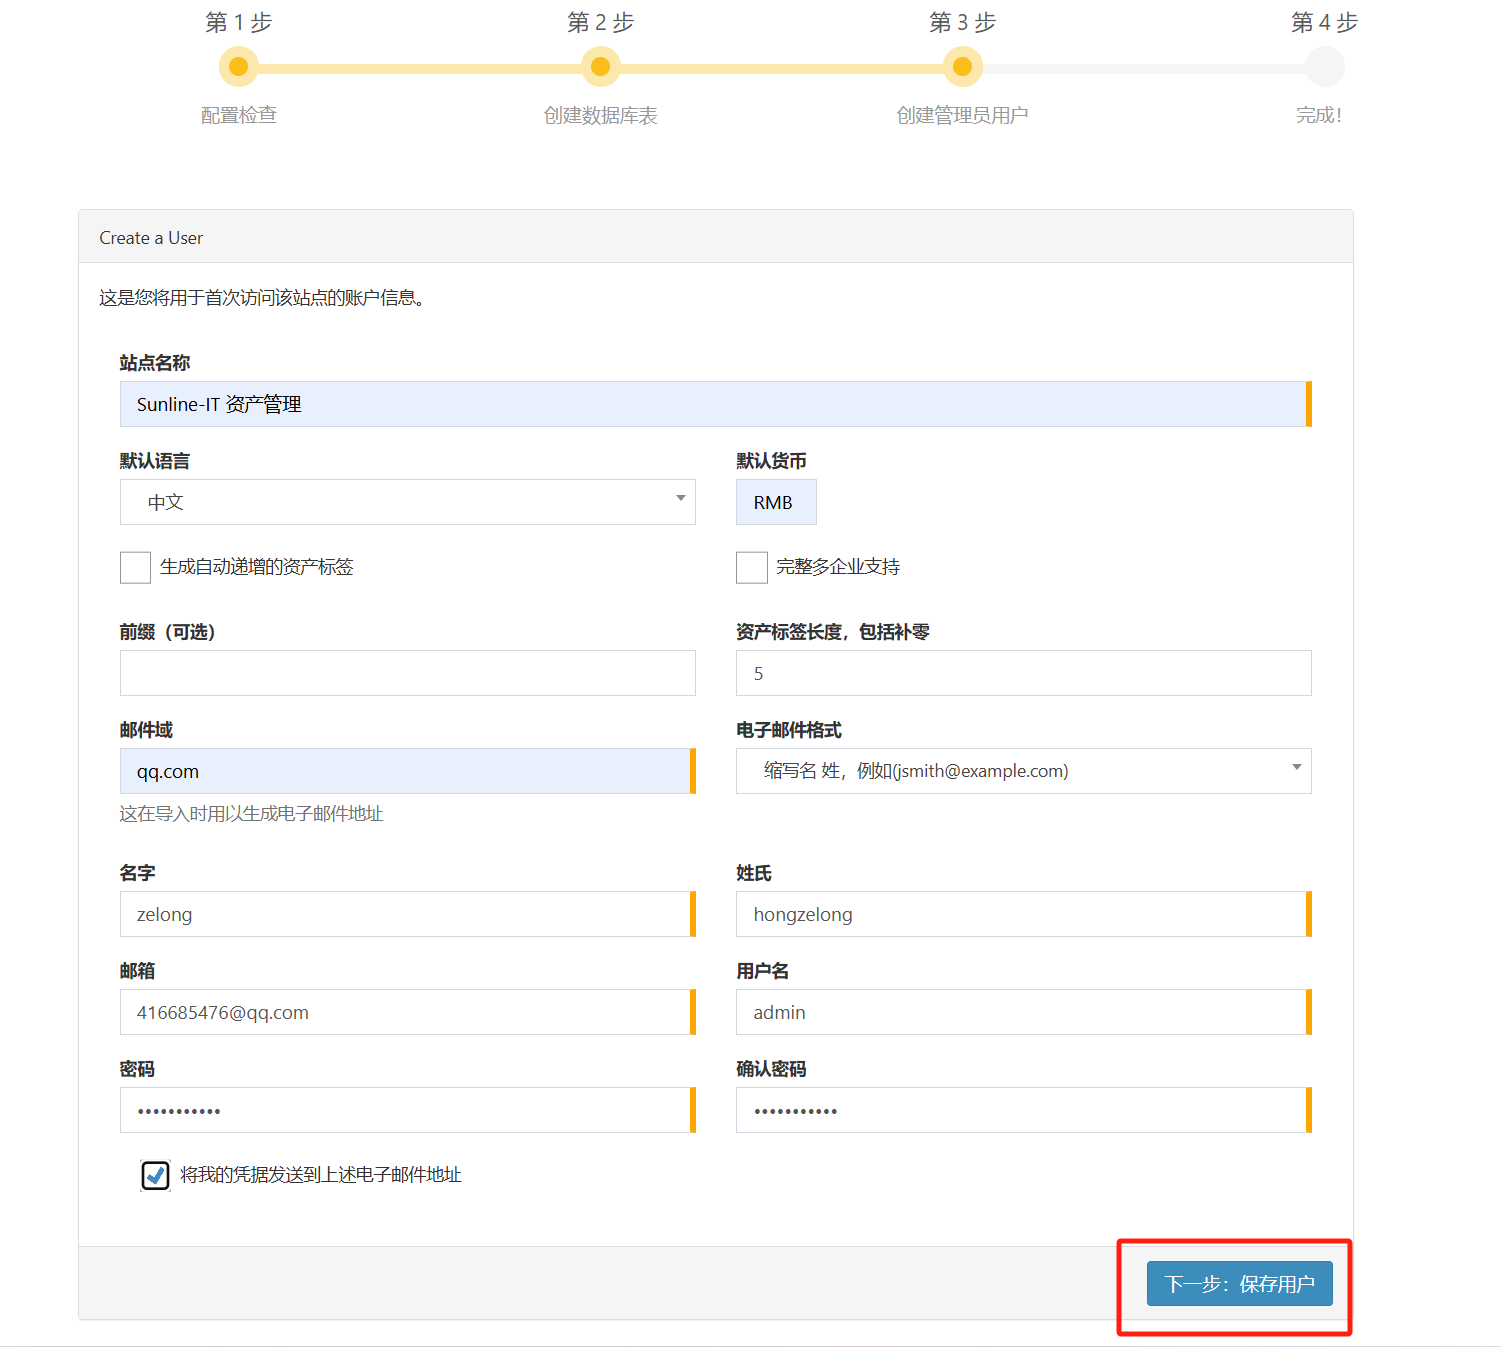 第 1 步
第 2 步
第 3 步
第 4 步
配置检查
创建数据库表
创建管理员用户
完成！
Create a User
这是您将用于首次访问该站点的账户信息。
站点名称
Sunline-IT 资产管理
默认语言
默认货币
中文
RMB
生成自动递增的资产标签
完整多企业支持
前缀（可选）
资产标签长度，包括补零
5
邮件域
电子邮件格式
qq.com
缩写名 姓，例如(jsmith@example.com)
这在导入时用以生成电子邮件地址
名字
姓氏
zelong
hongzelong
邮箱
用户名
416685476@qq.com
admin
密码
确认密码
•••••••••••
•••••••••••
将我的凭据发送到上述电子邮件地址
下一步：保存用户